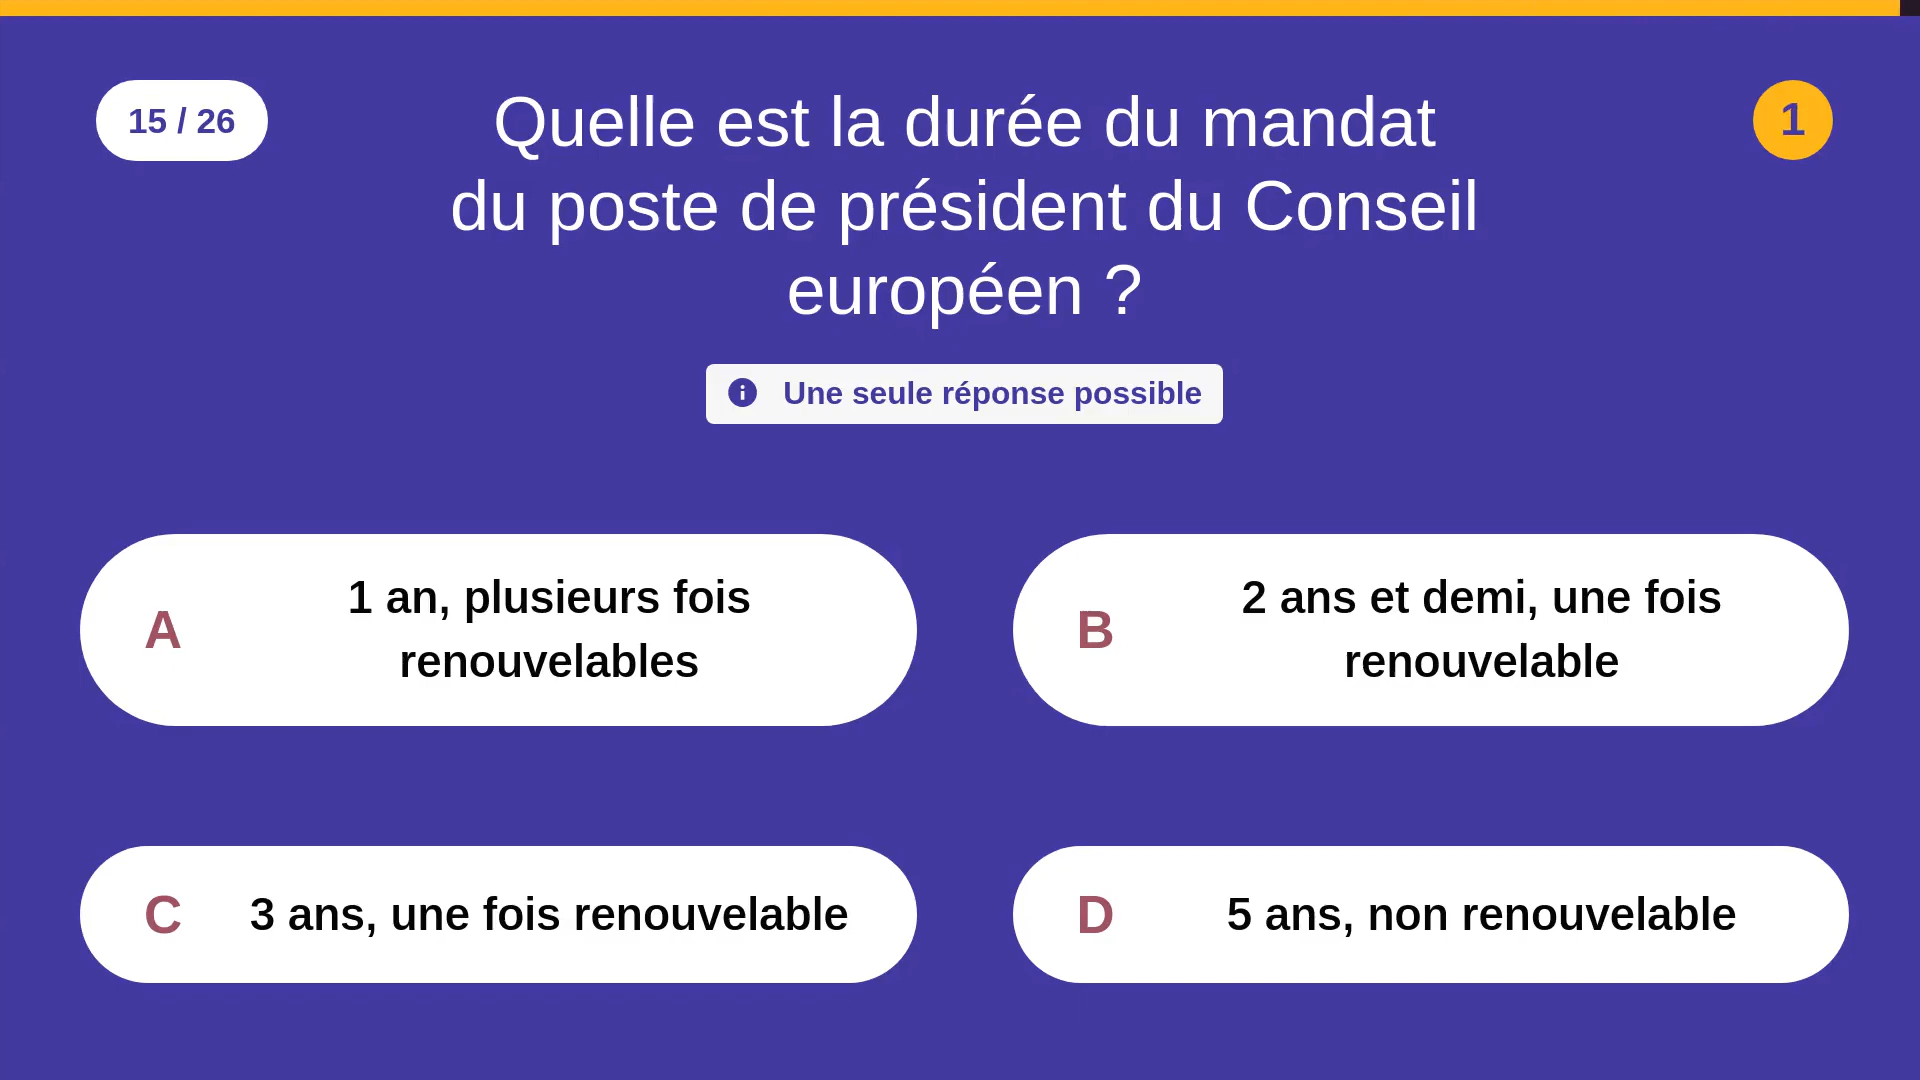 15 / 26
Quelle est la durée du mandat
du poste de président du Conseil
européen ?
1
Une seule réponse possible
A
1 an, plusieurs fois
renouvelables
B
2 ans et demi, une fois
renouvelable
C
3 ans, une fois renouvelable
D
5 ans, non renouvelable